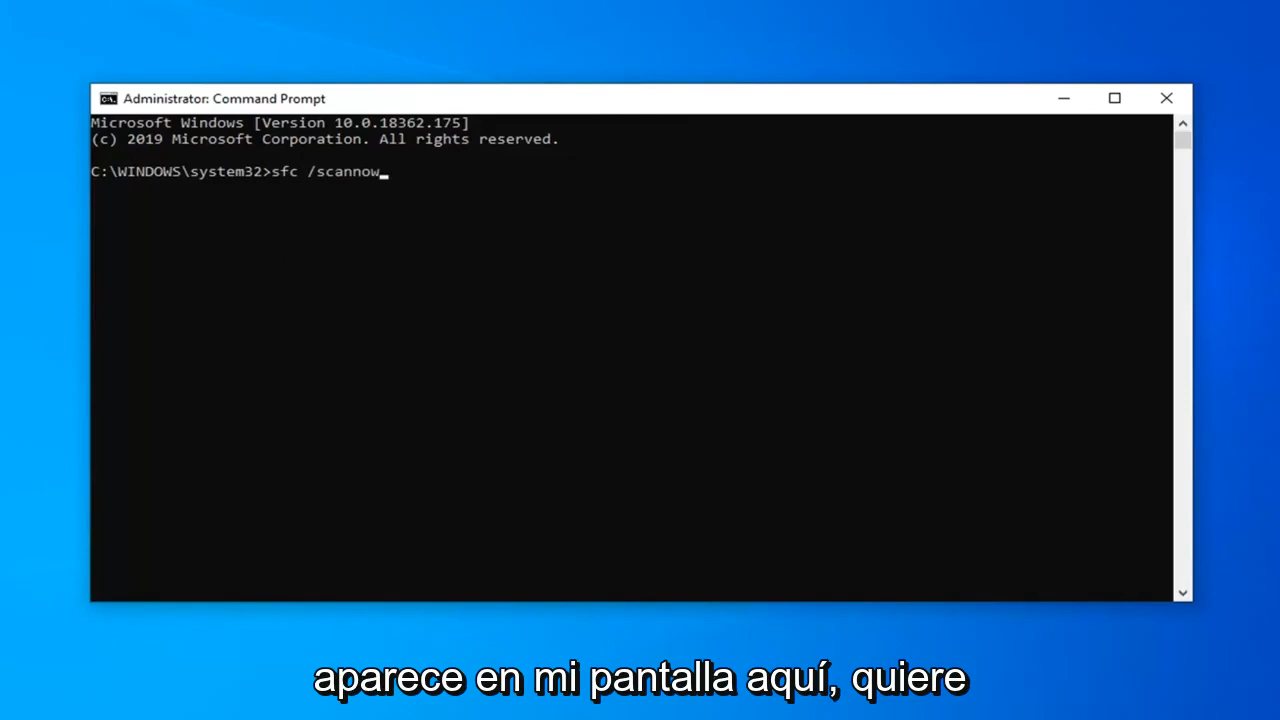 Administrator: Command Prompt
Microsoft Windows [Version 10.0.18362.175]
(c) 2019 Microsoft Corporation. All rights reserved.
C:\WINDOWS\system32>sfc /scannow
aparece en mi pantalla aquí, quiere